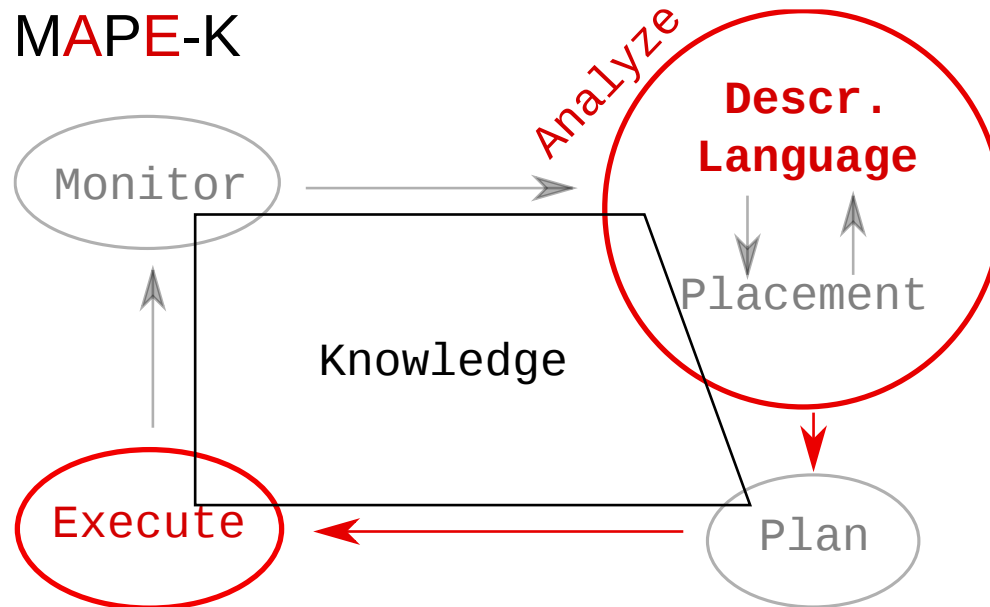 MAPE-K
Analyze
Descr.
Language
Monitor
Placement
Knowledge
Execute
Plan